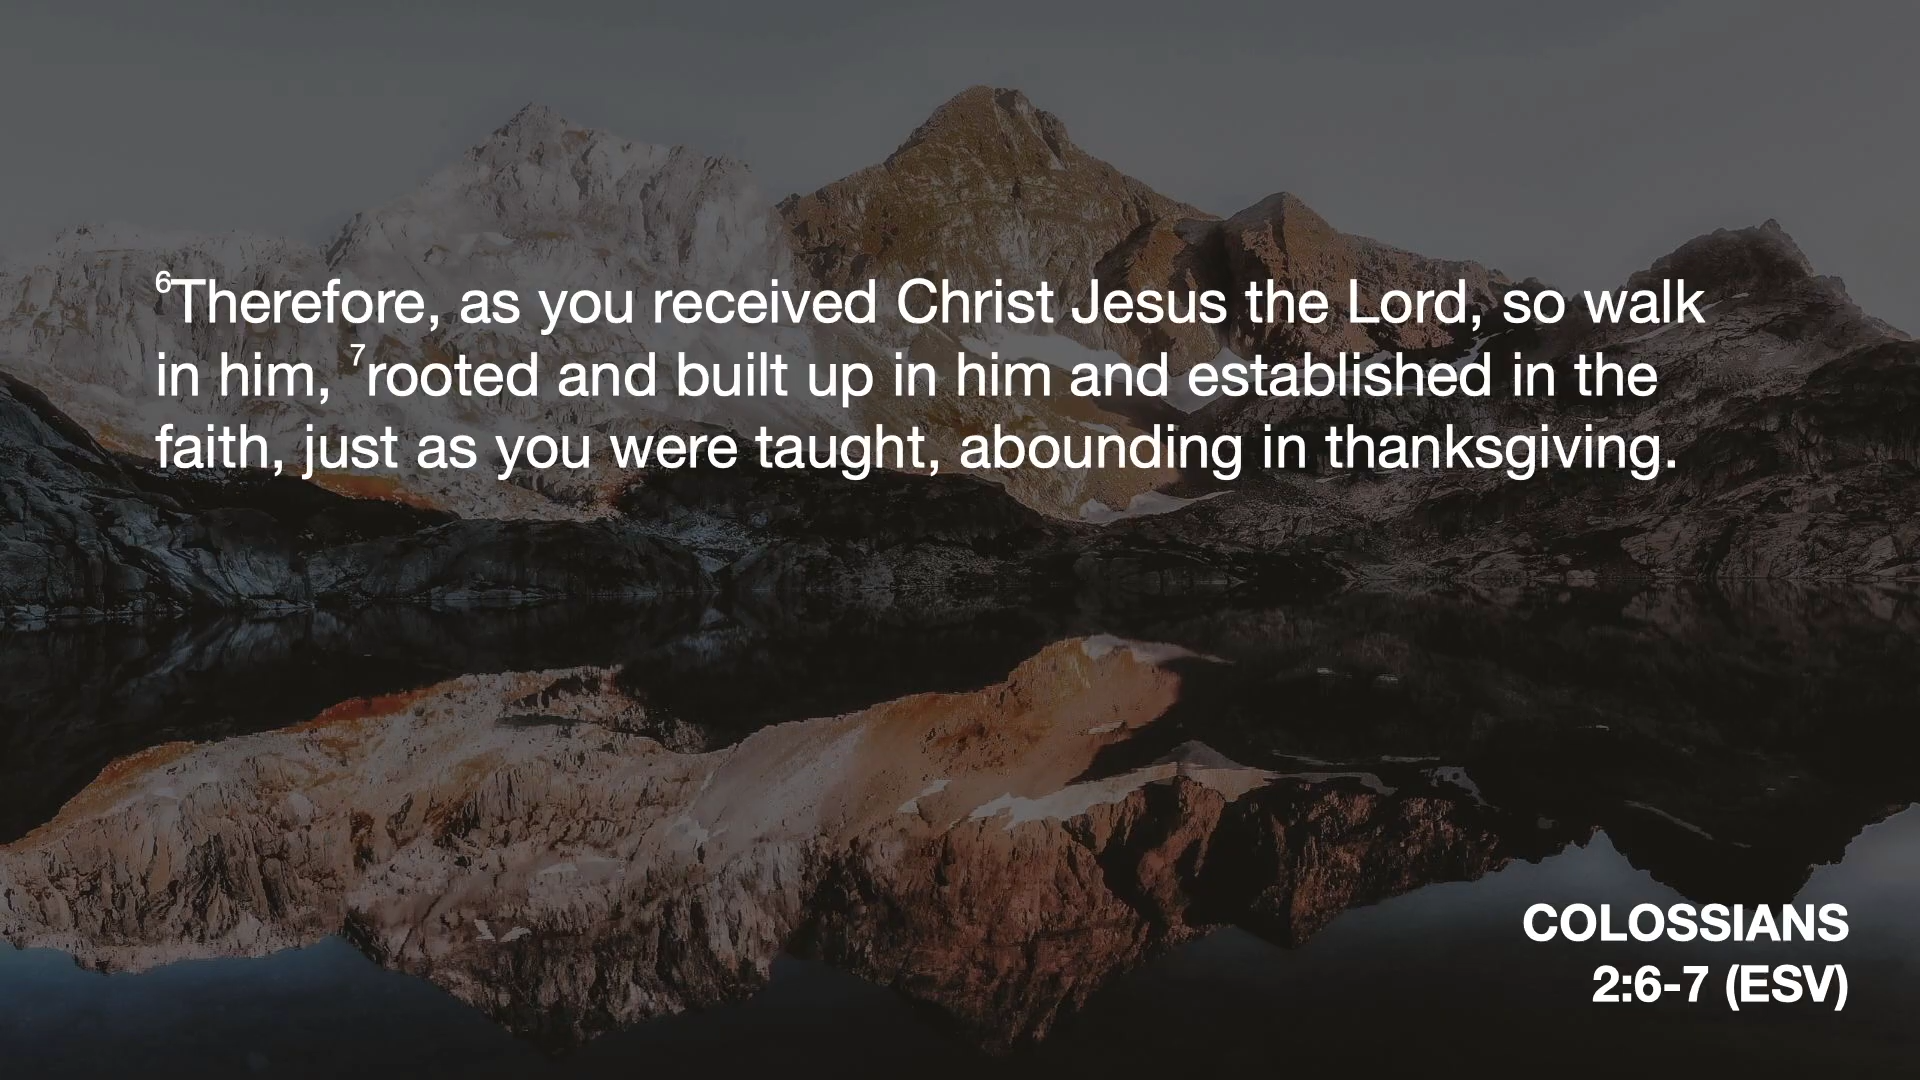 ⁶Therefore, as you received Christ Jesus the Lord, so walk
in him, ⁷rooted and built up in him and established in the
faith, just as you were taught, abounding in thanksgiving.
COLOSSIANS
2:6-7 (ESV)